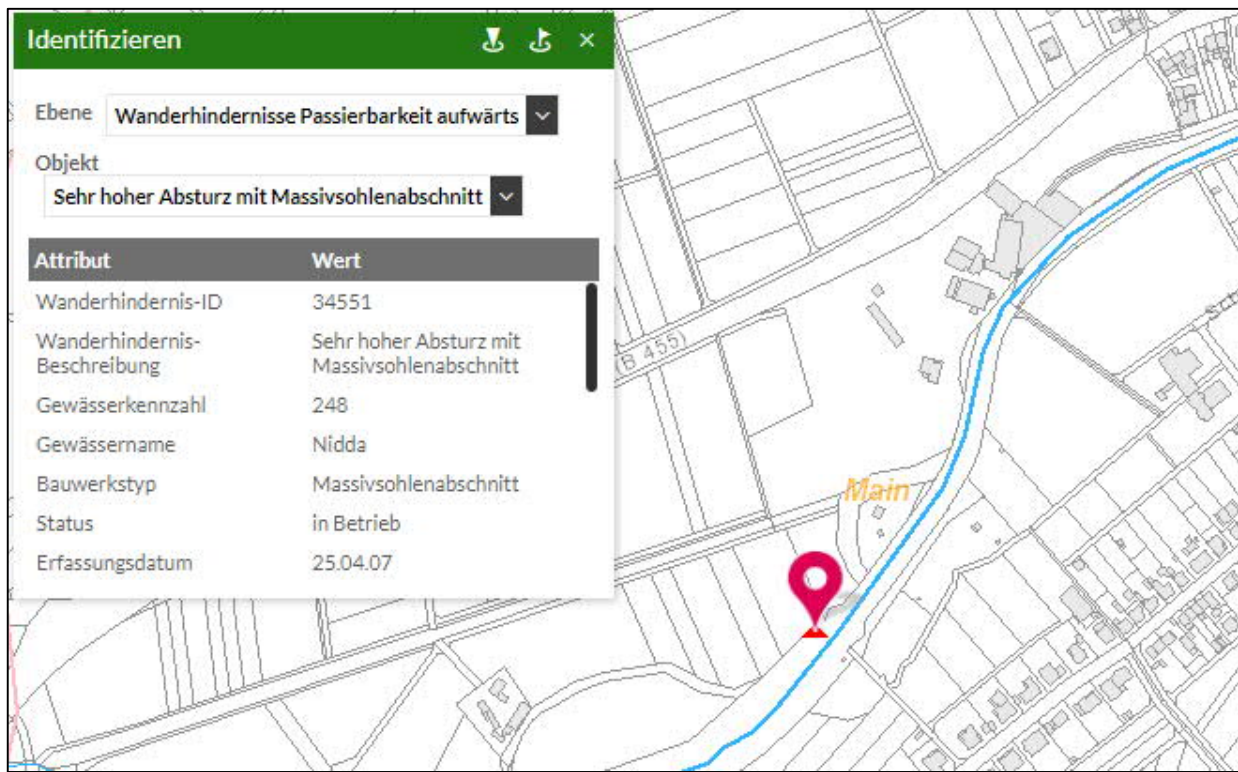 Identifizieren
Ebene Wanderhindernisse Passierbarkeit aufwärts
Objekt
Sehr hoher Absturz mit Massivsohlenabschnitt
Attribut Wert
Wanderhindernis-ID 34551
Wanderhindernis- Sehr hoher Absturz mit
Beschreibung Massivsohlenabschnitt
Gewässerkennzahl 248
Gewässername Nidda
Bauwerkstyp Massivsohlenabschnitt
Status in Betrieb
Erfassungsdatum 25.04.07
(B 455)
Main